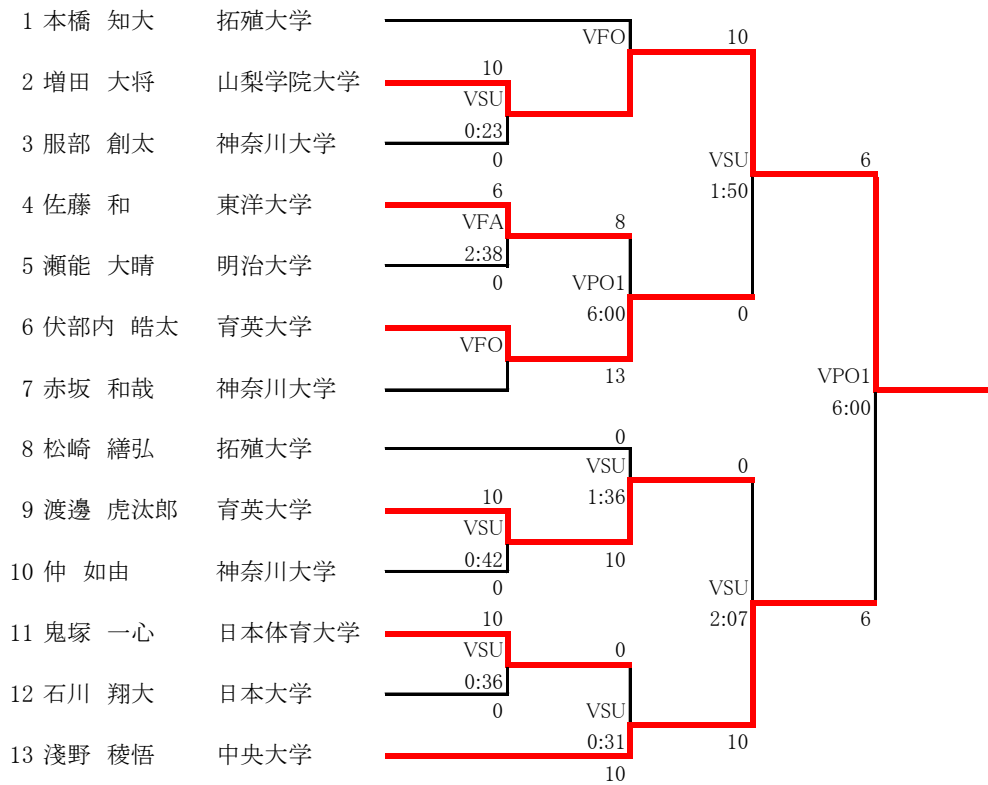 1 本橋 知大 拓殖大学
VFO 10
10
2 増田 大将 山梨学院大学
VSU
0:23
3 服部 創太 神奈川大学
0
VSU 6
1:50
6
4 佐藤 和 東洋大学
VFA 8
2:38
5 瀬能 大晴 明治大学
0
VPO1
6:00 0
6 伏部内 皓太 育英大学
VFO
13
7 赤坂 和哉 神奈川大学
VPO1
6:00
0
8 松崎 繕弘 拓殖大学
VSU 0
1:36
10
9 渡邊 虎汰郎 育英大学
VSU
0:42 10
10 仲 如由 神奈川大学
0
VSU
2:07 6
10
11 鬼塚 一心 日本体育大学
VSU 0
0:36
12 石川 翔大 日本大学
0
VSU
0:31 10
13 淺野 稜悟 中央大学
10